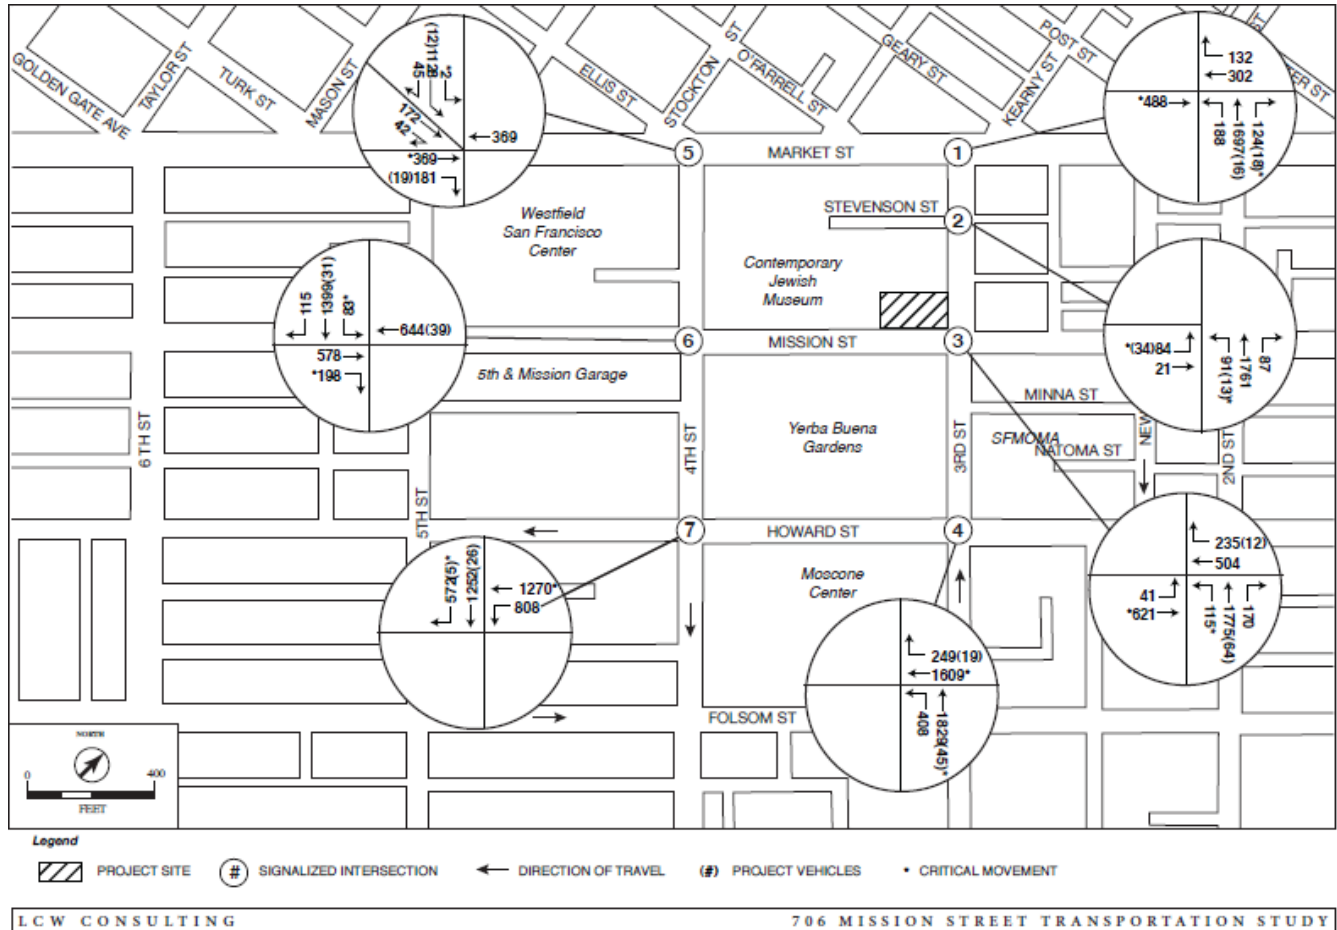 GOLDEN GATE AVE
TAYLOR ST
TURK ST
MASON ST
ELLIS ST
STOCKTON
ST
O'FARRELL ST
GEARY ST
KEARNY ST
POST ST
ST
TER ST
(12)1128
2*
45
172
42
369
*369
(19)181
5
MARKET ST
1
132
302
*488
188
1697(16)
124(18)*
STEVENSON ST
2
Westfield
San Francisco
Center
Contemporary
Jewish
Museum
115
1399(31)
83*
644(39)
578
*198
6
MISSION ST
3
*(34)84
21
91(13)*
1761
87
5th & Mission Garage
MINNA ST
6 TH ST
5TH ST
4TH ST
Yerba Buena
Gardens
3RD ST
SFMOMA
NATOMA ST
NEW
2ND ST
7
HOWARD ST
4
572(5)*
1252(26)
1270*
808
Moscone
Center
235(12)
504
41
*621
115*
1775(64)
170
249(19)
1609*
408
1829(45)*
FOLSOM ST
NORTH
0
400
FEET
Legend
PROJECT SITE
# SIGNALIZED INTERSECTION
DIRECTION OF TRAVEL
(#) PROJECT VEHICLES
* CRITICAL MOVEMENT
LCW CONSULTING
706 MISSION STREET TRANSPORTATION STUDY